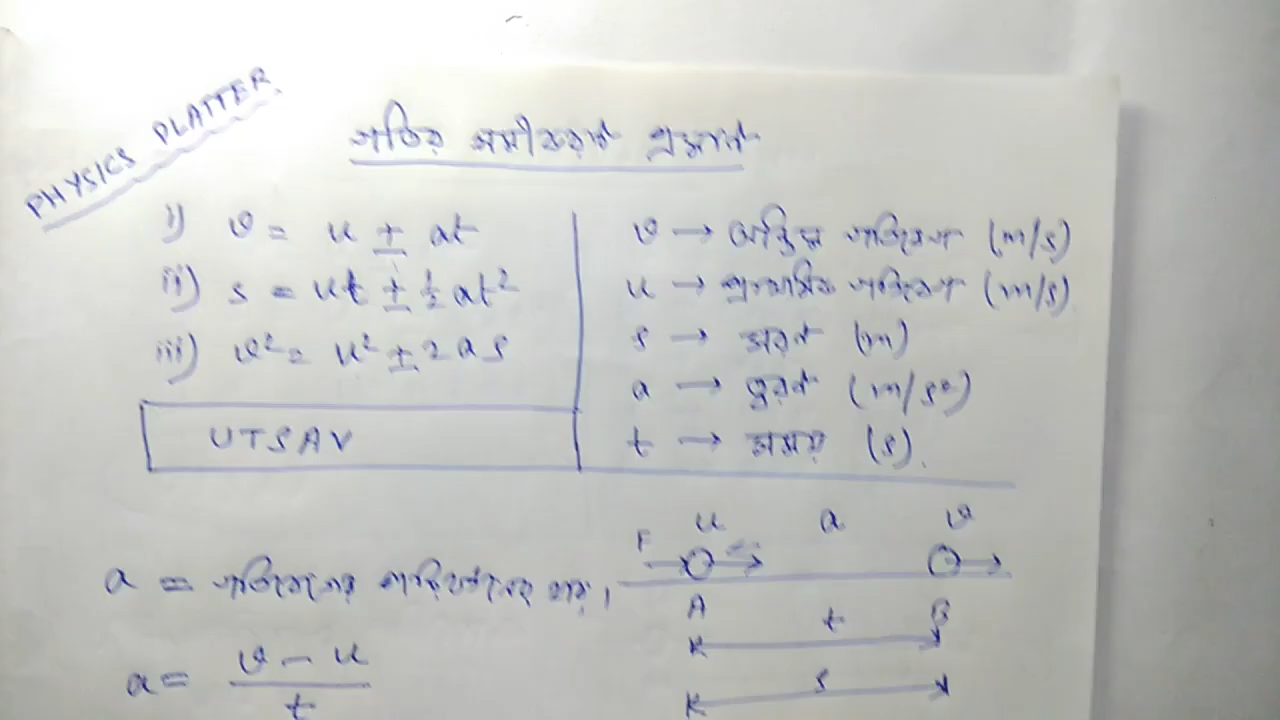 PHYSICS PLATTER
গতির সমীকরণ প্রমাণ
i) v = u ± at
ii) s = ut ± ½ at²
iii) v² = u² ± 2as
UTSAV
v → অন্তিম গতিবেগ (m/s)
u → প্রাথমিক গতিবেগ (m/s)
s → সরণ (m)
a → ত্বরণ (m/s²)
t → সময় (s).
u a v
F
A t B
s
a = গতিবেগের পরিবর্তনের হার।
a = v - u / t